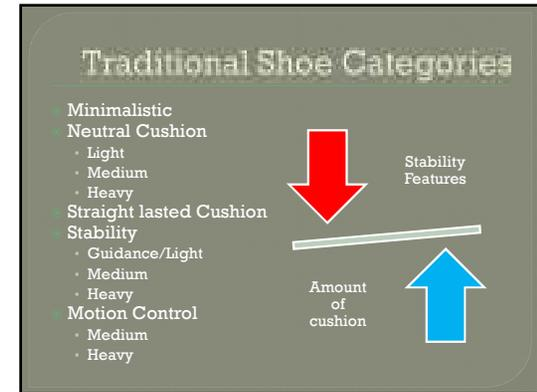 Traditional Shoe Categories
Minimalistic
Neutral Cushion
Light
Medium
Heavy
Straight lasted Cushion
Stability
Guidance/Light
Medium
Heavy
Motion Control
Medium
Heavy
Stability
Features
Amount
of
cushion